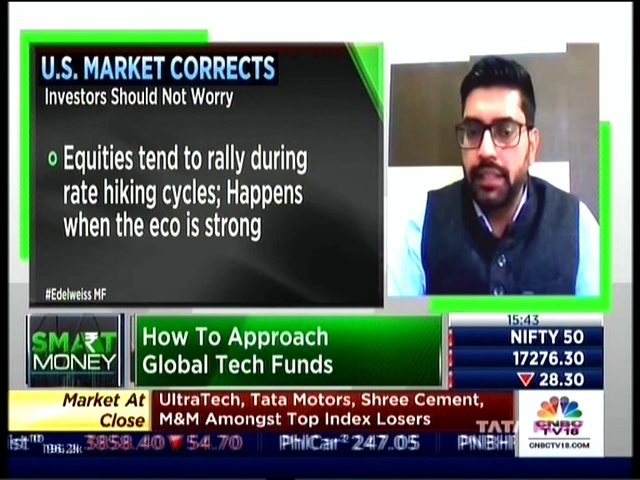 U.S. MARKET CORRECTS
Investors Should Not Worry
Equities tend to rally during
rate hiking cycles; Happens
when the eco is strong
#Edelweiss MF
SMART
MONEY
How To Approach
Global Tech Funds
15:43
NIFTY 50
17276.30
▼ 28.30
Market At
Close
UltraTech, Tata Motors, Shree Cement,
M&M Amongst Top Index Losers
TATA
CNBC
TV18
CNBCTV18.COM
3858.40 ▼ 54.70 PhlCar 247.05 PNBH